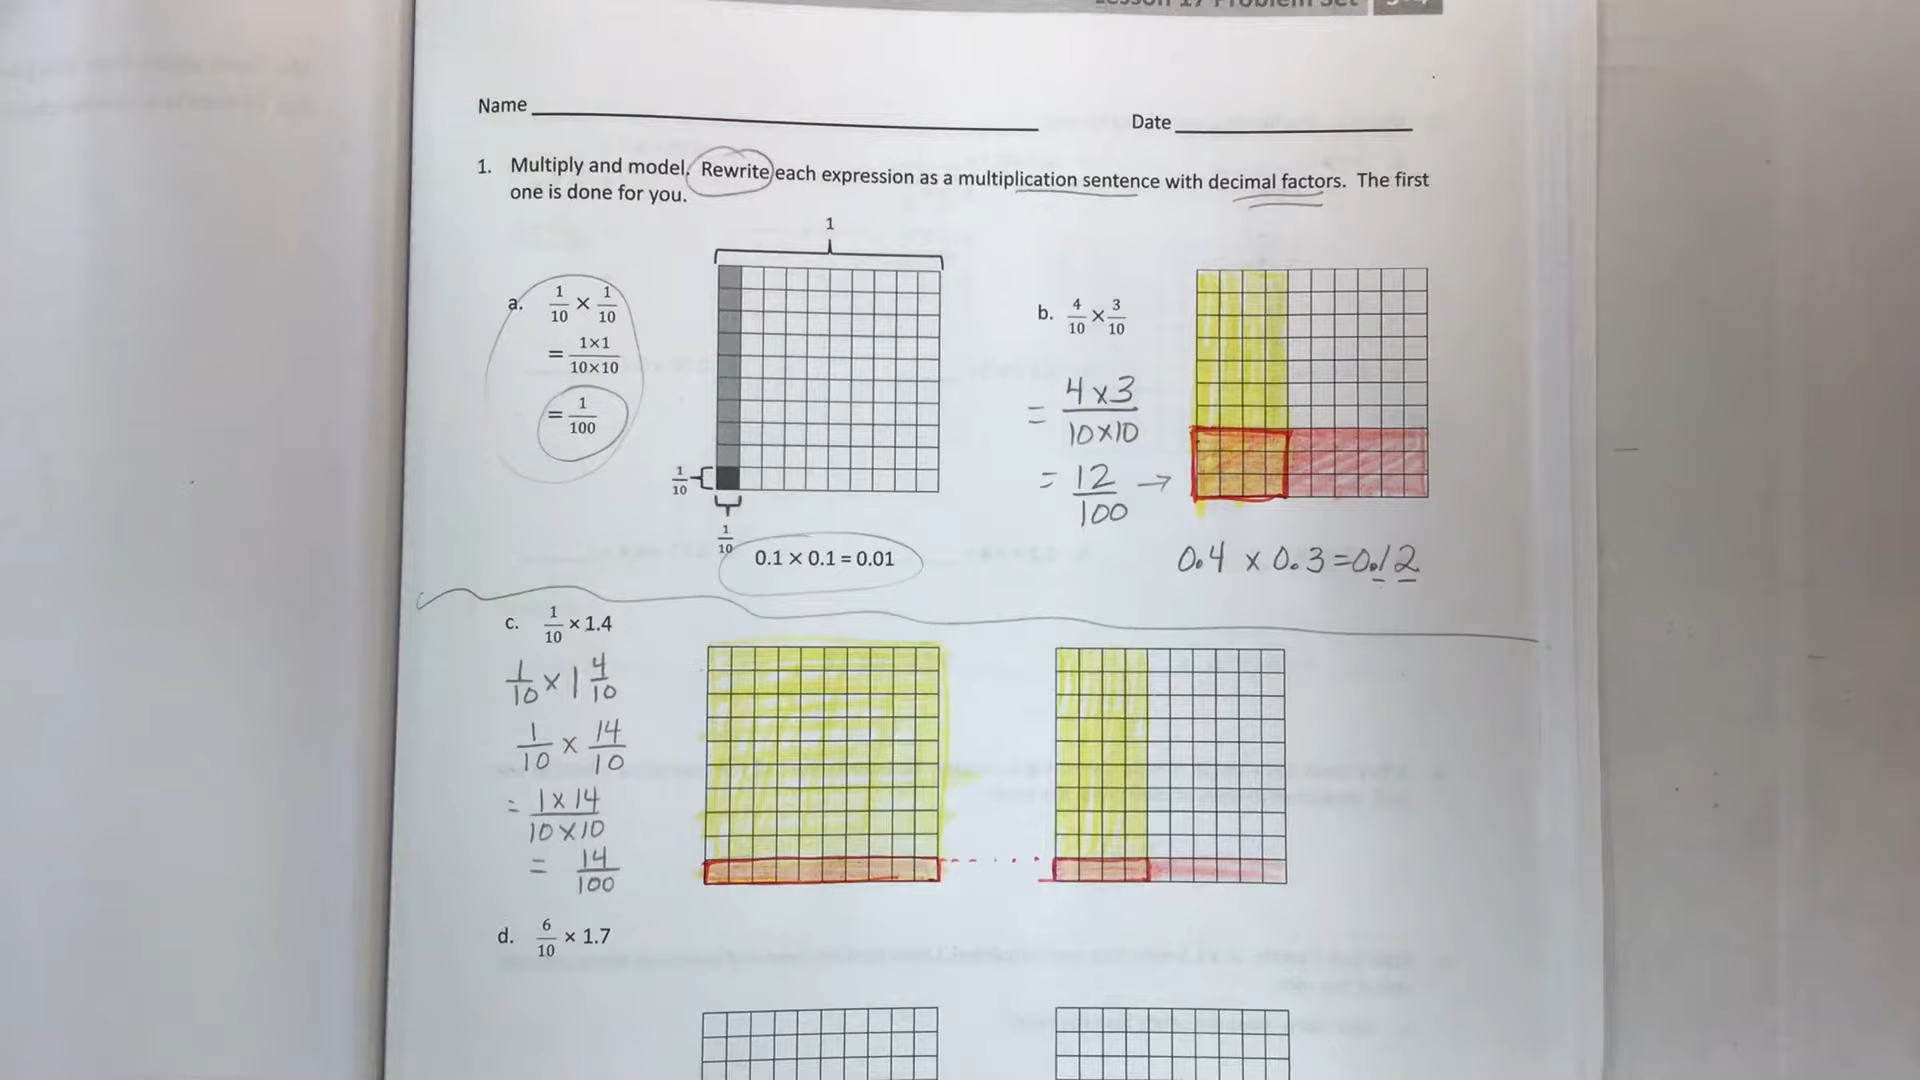 Lesson 17 Problem Set
Name
Date
1. Multiply and model. Rewrite each expression as a multiplication sentence with decimal factors. The first
one is done for you.
1
a. 1/10 × 1/10
= 1×1/10×10
= 1/100
1/10
1/10
0.1 × 0.1 = 0.01
b. 4/10 × 3/10
= 4 x 3/10 x 10
= 12/100 →
0.4 x 0.3 = 0.12
c. 1/10 × 1.4
1/10 x 1 4/10
1/10 x 14/10
= 1 x 14/10 x 10
= 14/100
d. 6/10 × 1.7